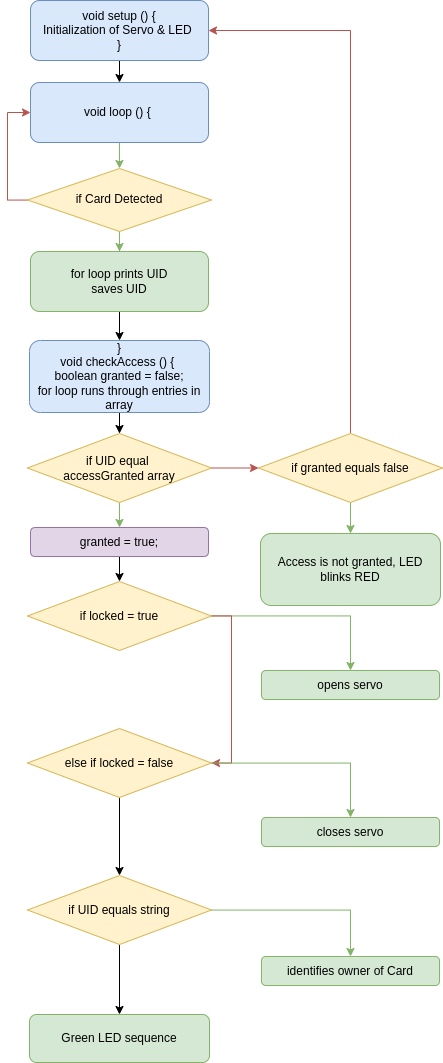 void setup () {
Initialization of Servo & LED
}
void loop () {
if Card Detected
for loop prints UID
saves UID
}
void checkAccess () {
boolean granted = false;
for loop runs through entries in
array
if UID equal
accessGranted array
if granted equals false
granted = true;
Access is not granted, LED
blinks RED
if locked = true
opens servo
else if locked = false
closes servo
if UID equals string
identifies owner of Card
Green LED sequence